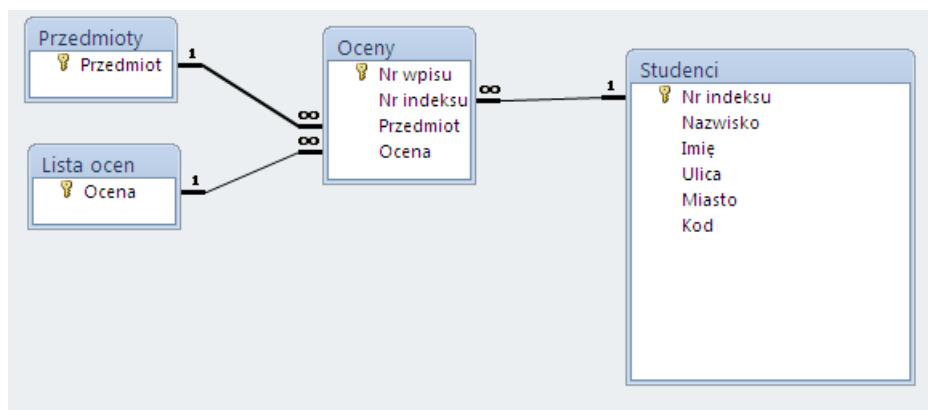 Przedmioty
Przedmiot
1
∞
Lista ocen
Ocena
1
∞
Oceny
Nr wpisu
Nr indeksu
Przedmiot
Ocena
∞
1
Studenci
Nr indeksu
Nazwisko
Imię
Ulica
Miasto
Kod